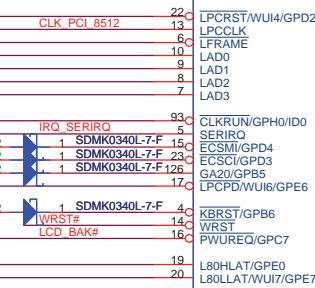 22 LPCRST/WUI4/GPD2
CLK_PCI_8512 13 LPCCLK
6 LFRAME
10 LAD0
9 LAD1
8 LAD2
7 LAD3
93 CLKRUN/GPH0/ID0
IRQ_SERIRQ 5 SERIRQ
1 SDMK0340L-7-F 15 ECSMI/GPD4
1 SDMK0340L-7-F 23 ECSCI/GPD3
1 SDMK0340L-7-F 126 GA20/GPB5
17 LPCPD/WUI6/GPE6
1 SDMK0340L-7-F 4 KBRST/GPB6
WRST# 14 WRST
LCD_BAK# 16 PWUREQ/GPC7
19 L80HLAT/GPE0
20 L80LLAT/WUI7/GPE7